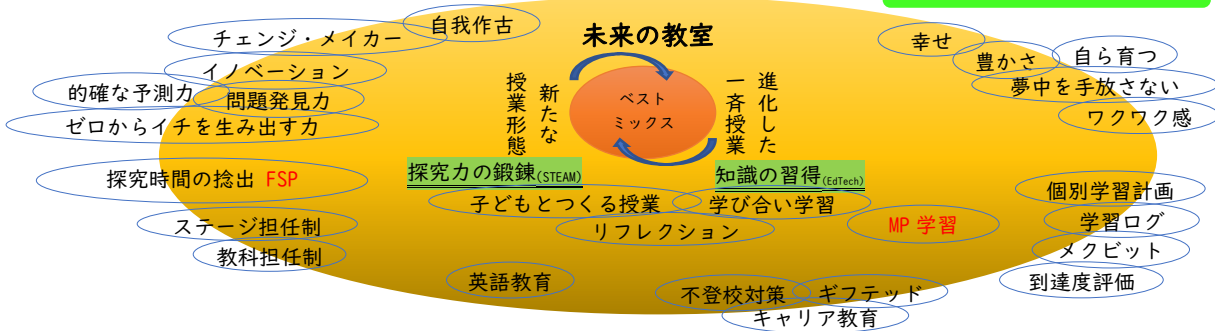 自我作古
チェンジ・メイカー
イノベーション
的確な予測力
問題発見力
ゼロからイチを生み出す力
探究時間の捻出 FSP
ステージ担任制
教科担任制
未来の教室
新たな
授業形態
ベスト
ミックス
進化した
一斉授業
探究力の鍛錬(STEAM)
知識の習得(EdTech)
子どもとつくる授業
学び合い学習
リフレクション
MP 学習
英語教育
不登校対策
ギフテッド
キャリア教育
幸せ
豊かさ
自ら育つ
夢中を手放さない
ワクワク感
個別学習計画
学習ログ
メクビット
到達度評価